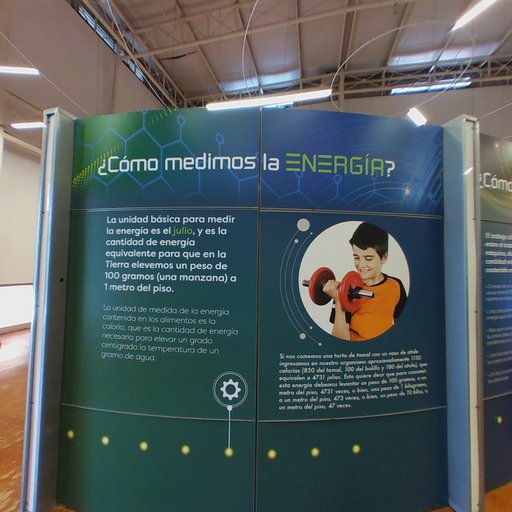 ¿Cómo medimos la ENERGÍA?
La unidad básica para medir
la energía es el julio, y es la
cantidad de energía
equivalente para que en la
Tierra elevemos un peso de
100 gramos (una manzana) a
1 metro del piso.
La unidad de medida de la energía
contenida en los alimentos es la
caloría, que es la cantidad de energía
necesaria para elevar un grado
centígrado la temperatura de un
gramo de agua.
Si nos comemos una torta de tamal con un vaso de atole
ingresamos en nuestro organismo aproximadamente 1130
calorías (850 del tamal, 100 del bolillo y 180 del atole), que
equivalen a 4731 julios. Esto quiere decir que para consumir
esta energía debemos levantar un peso de 100 gramos, a un
metro del piso, 4731 veces, o bien, uno peso de 1 kilogramo,
a un metro del piso, 473 veces, o bien, un peso de 10 kilos, a
un metro del piso, 47 veces.
¿Cómo
El trabajo